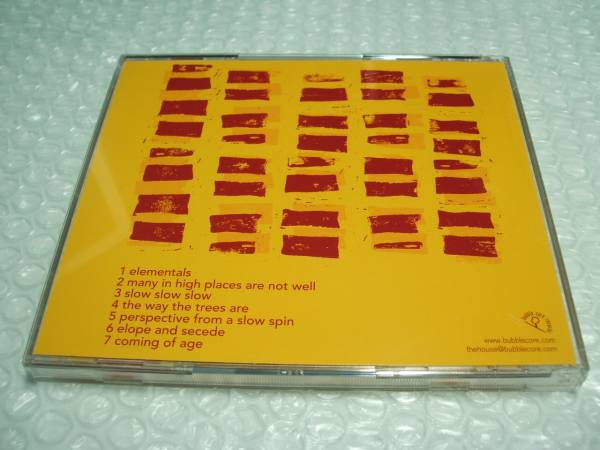 1 elementals
2 many in high places are not well
3 slow slow slow
4 the way the trees are
5 perspective from a slow spin
6 elope and secede
7 coming of age
www.bubblecore.com
thehouse@bubblecore.com